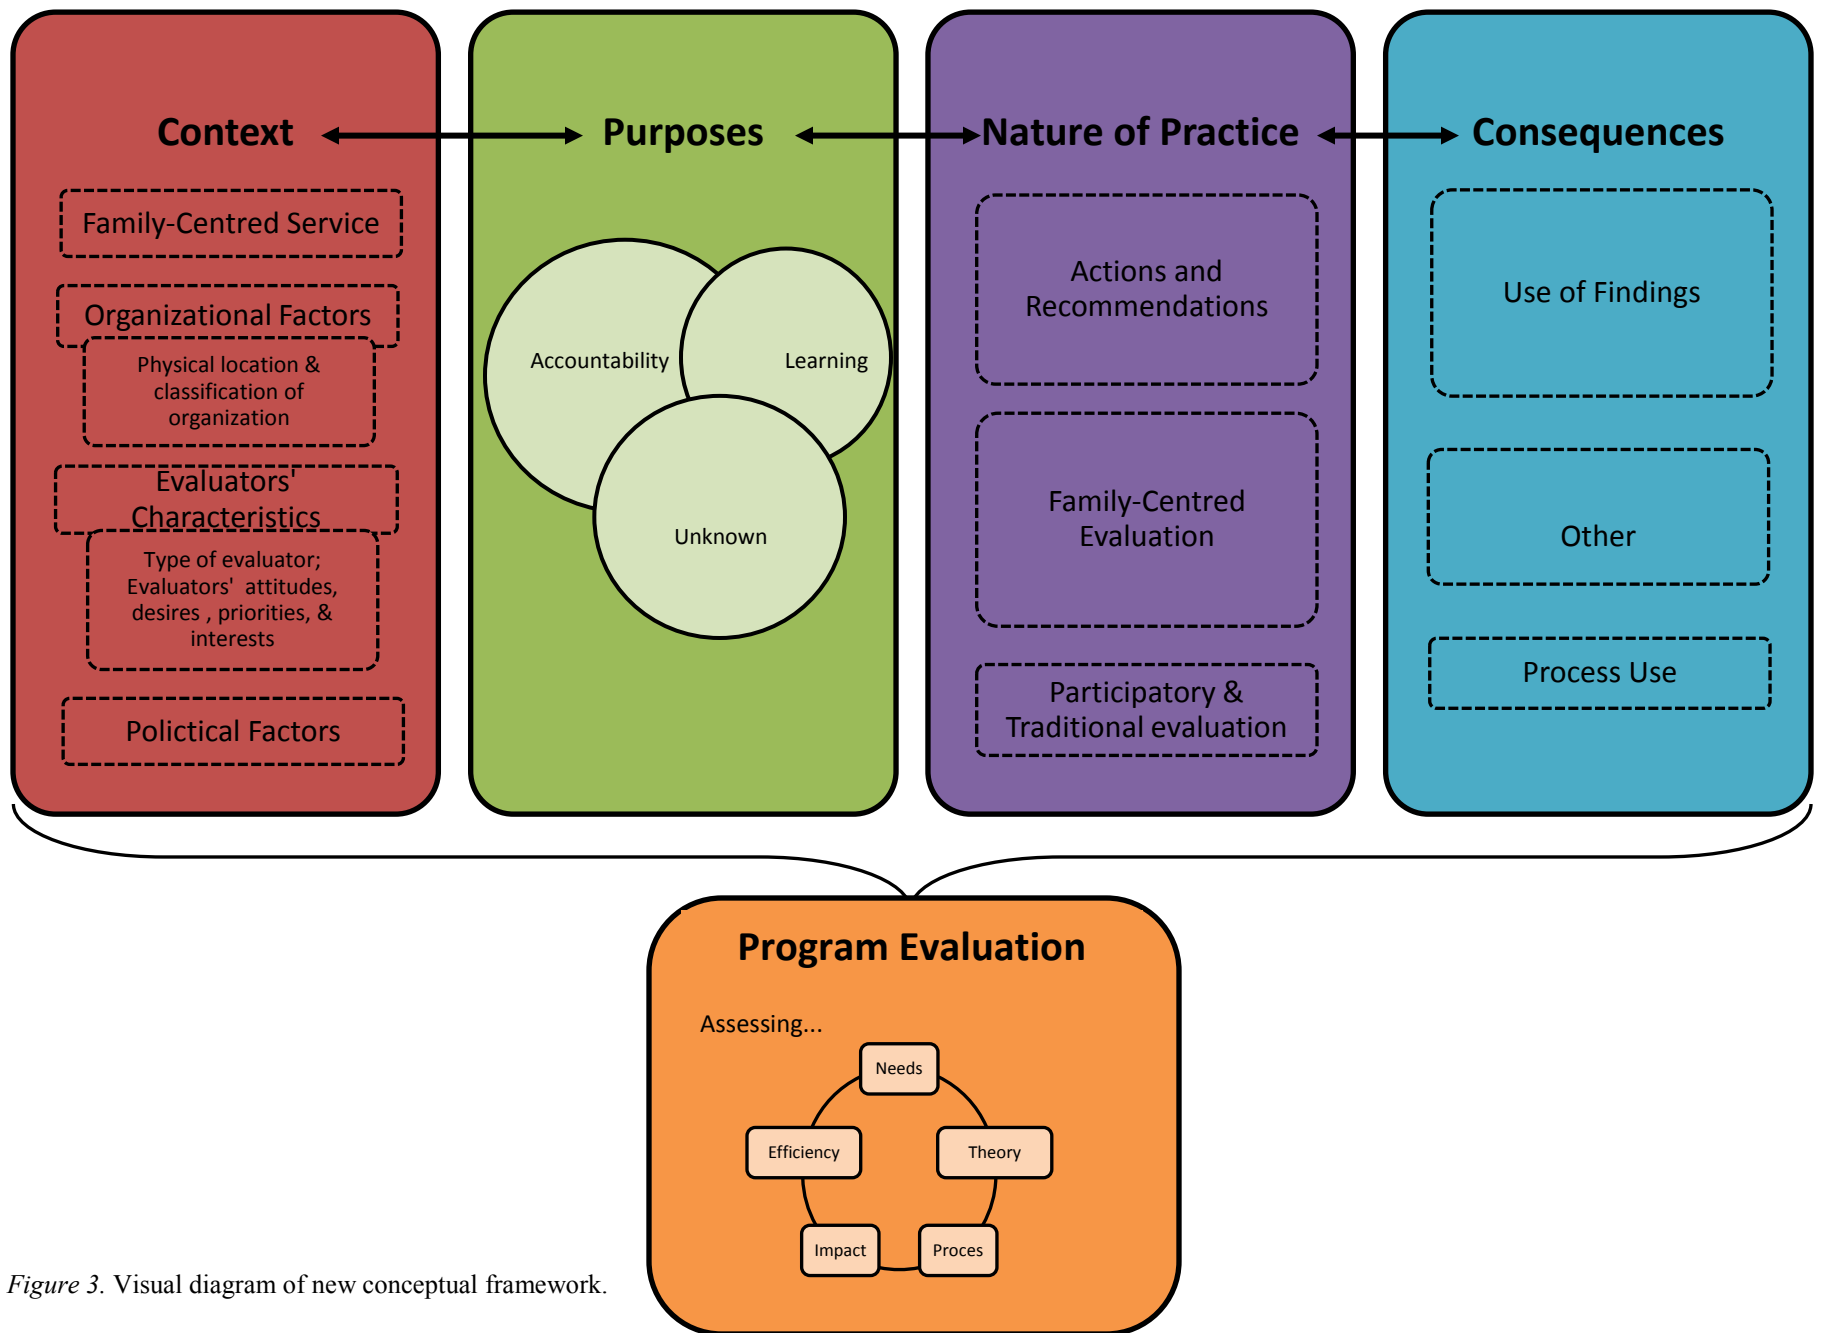 Context
Family-Centred Service
Organizational Factors
Physical location &
classification of
organization
Evaluators'
Characteristics
Type of evaluator;
Evaluators' attitudes,
desires , priorities, &
interests
Polictical Factors
Purposes
Accountability
Learning
Unknown
Nature of Practice
Actions and
Recommendations
Family-Centred
Evaluation
Participatory &
Traditional evaluation
Consequences
Use of Findings
Other
Process Use
Program Evaluation
Assessing...
Needs
Theory
Proces
Impact
Efficiency
Figure 3. Visual diagram of new conceptual framework.